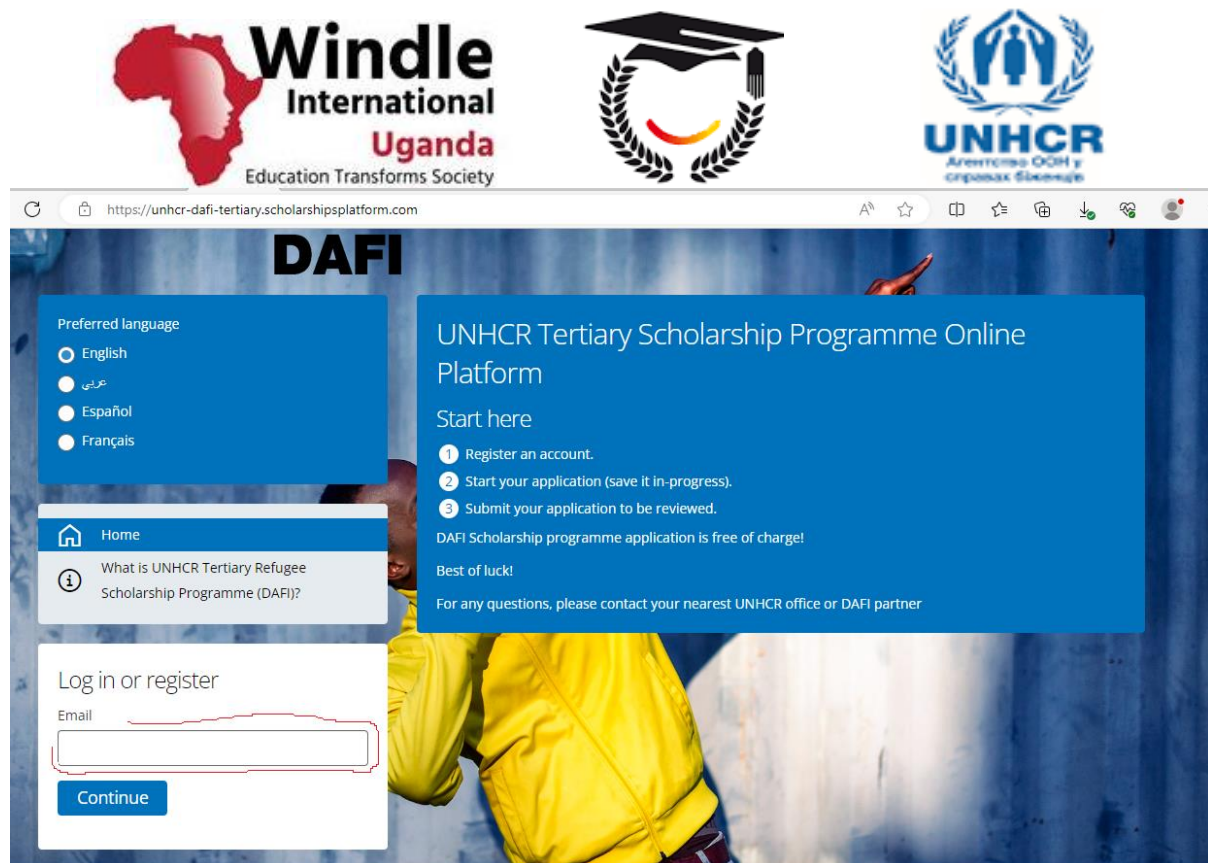 Windle
International
Uganda
Education Transforms Society
UNHCR
Агентство ООН у
справах біженців
https://unhcr-dafi-tertiary.scholarshipsplatform.com
DAFI
Preferred language
English
عربي
Español
Français
Home
What is UNHCR Tertiary Refugee
Scholarship Programme (DAFI)?
Log in or register
Email
Continue
UNHCR Tertiary Scholarship Programme Online
Platform
Start here
1 Register an account.
2 Start your application (save it in-progress).
3 Submit your application to be reviewed.
DAFI Scholarship programme application is free of charge!
Best of luck!
For any questions, please contact your nearest UNHCR office or DAFI partner